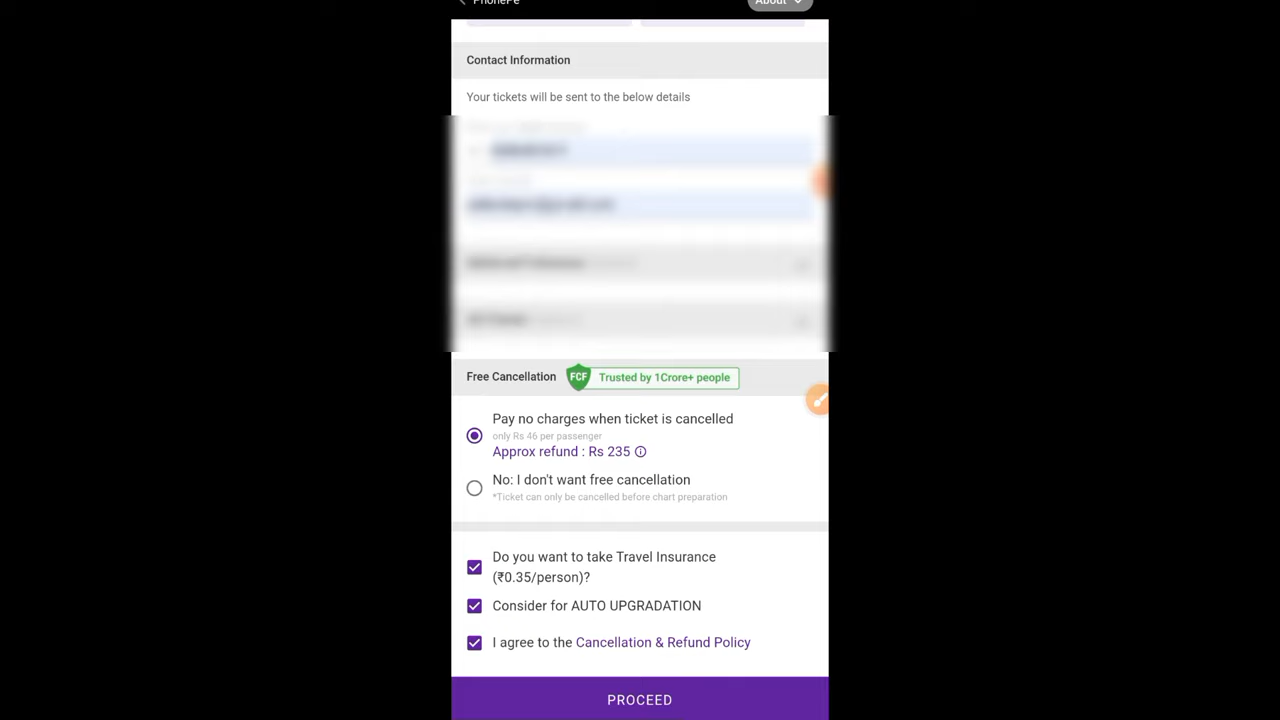 PhonePe
About
Contact Information
Your tickets will be sent to the below details
Free Cancellation
FCF
Trusted by 1Crore+ people
Pay no charges when ticket is cancelled
only Rs 46 per passenger
Approx refund : Rs 235
No: I don't want free cancellation
*Ticket can only be cancelled before chart preparation
Do you want to take Travel Insurance
(₹0.35/person)?
Consider for AUTO UPGRADATION
I agree to the Cancellation & Refund Policy
PROCEED